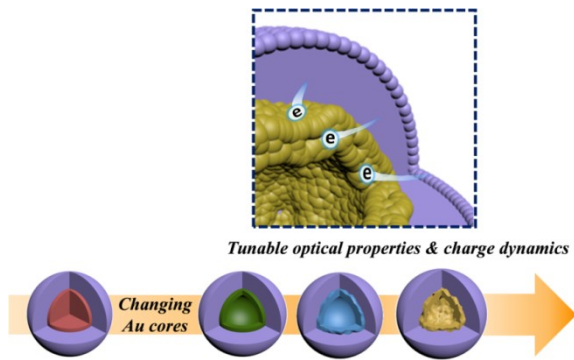 e
e
e
Tunable optical properties & charge dynamics
Changing
Au cores